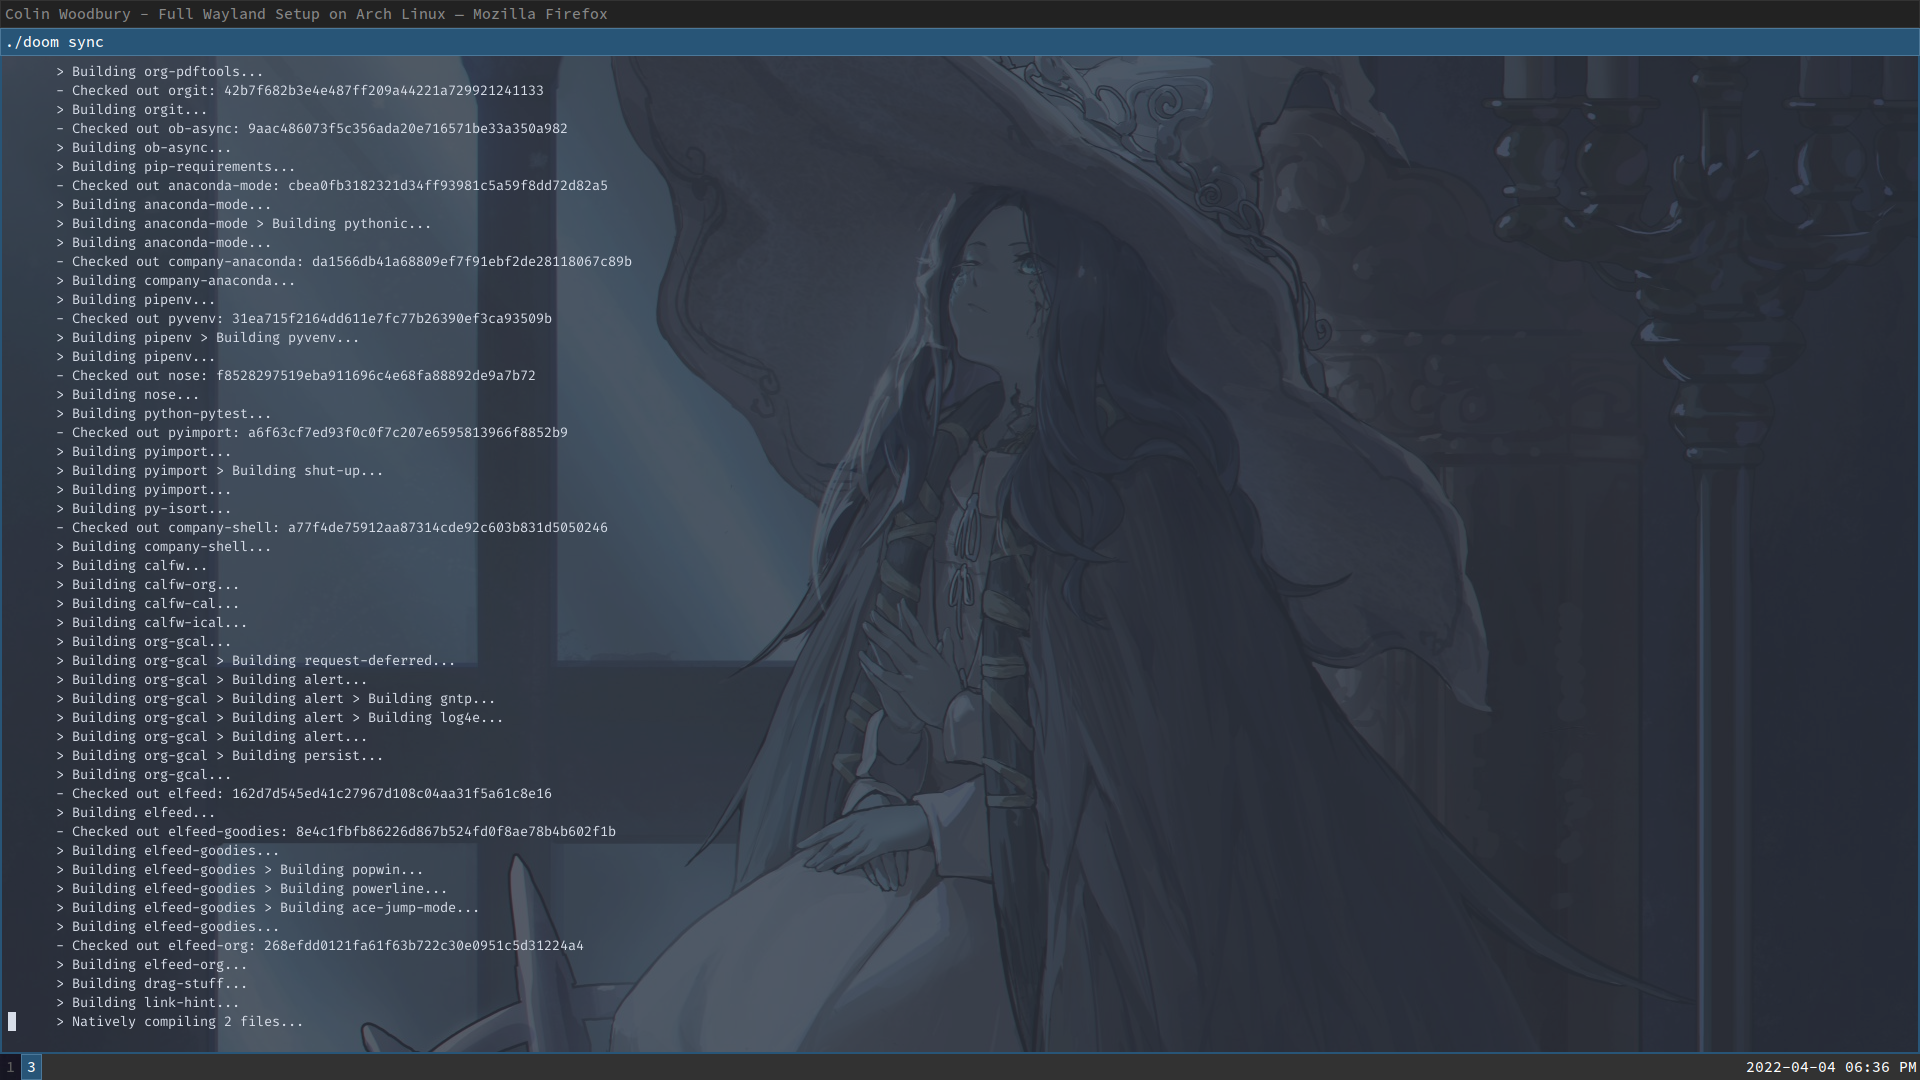 Colin Woodbury - Full Wayland Setup on Arch Linux — Mozilla Firefox
./doom sync
> Building org-pdftools...
- Checked out orgit: 42b7f682b3e4e487ff209a44221a729921241133
> Building orgit...
- Checked out ob-async: 9aac486073f5c356ada20e716571be33a350a982
> Building ob-async...
> Building pip-requirements...
- Checked out anaconda-mode: cbea0fb3182321d34ff93981c5a59f8dd72d82a5
> Building anaconda-mode...
> Building anaconda-mode > Building pythonic...
> Building anaconda-mode...
- Checked out company-anaconda: da1566db41a68809ef7f91ebf2de28118067c89b
> Building company-anaconda...
> Building pipenv...
- Checked out pyvenv: 31ea715f2164dd611e7fc77b26390ef3ca93509b
> Building pipenv > Building pyvenv...
> Building pipenv...
- Checked out nose: f8528297519eba911696c4e68fa88892de9a7b72
> Building nose...
> Building python-pytest...
- Checked out pyimport: a6f63cf7ed93f0c0f7c207e6595813966f8852b9
> Building pyimport...
> Building pyimport > Building shut-up...
> Building pyimport...
> Building py-isort...
- Checked out company-shell: a77f4de75912aa87314cde92c603b831d5050246
> Building company-shell...
> Building calfw...
> Building calfw-org...
> Building calfw-cal...
> Building calfw-ical...
> Building org-gcal...
> Building org-gcal > Building request-deferred...
> Building org-gcal > Building alert...
> Building org-gcal > Building alert > Building gntp...
> Building org-gcal > Building alert > Building log4e...
> Building org-gcal > Building alert...
> Building org-gcal > Building persist...
> Building org-gcal...
- Checked out elfeed: 162d7d545ed41c27967d108c04aa31f5a61c8e16
> Building elfeed...
- Checked out elfeed-goodies: 8e4c1fbfb86226d867b524fd0f8ae78b4b602f1b
> Building elfeed-goodies...
> Building elfeed-goodies > Building popwin...
> Building elfeed-goodies > Building powerline...
> Building elfeed-goodies > Building ace-jump-mode...
> Building elfeed-goodies...
- Checked out elfeed-org: 268efdd0121fa61f63b722c30e0951c5d31224a4
> Building elfeed-org...
> Building drag-stuff...
> Building link-hint...
> Natively compiling 2 files...
1 3 2022-04-04 06:36 PM